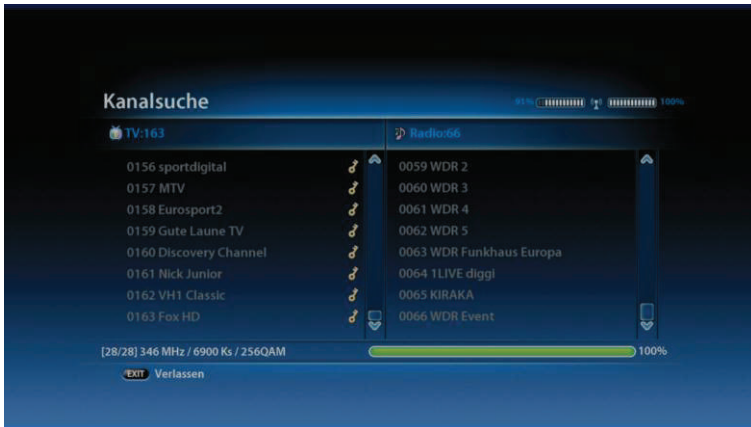 Kanalsuche
81% 100%
TV:163
Radio:66
0156 sportdigital
0157 MTV
0158 Eurosport2
0159 Gute Laune TV
0160 Discovery Channel
0161 Nick Junior
0162 VH1 Classic
0163 Fox HD
0059 WDR 2
0060 WDR 3
0061 WDR 4
0062 WDR 5
0063 WDR Funkhaus Europa
0064 1LIVE diggi
0065 KIRAKA
0066 WDR Event
[28/28] 346 MHz / 6900 Ks / 256QAM
100%
EXIT Verlassen